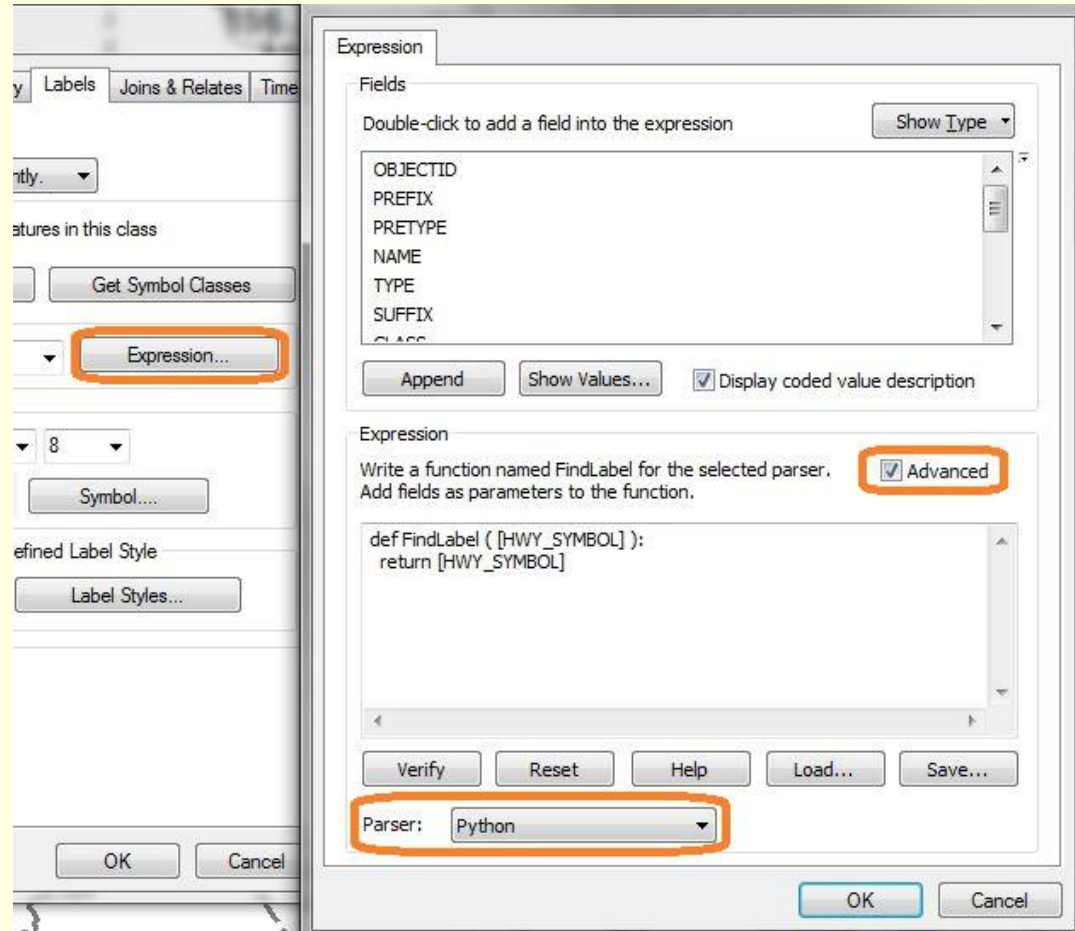 156.
y Labels Joins & Relates Time
ntly.
atures in this class
Get Symbol Classes
Expression...
8
Symbol....
efined Label Style
Label Styles...
OK Cancel
Expression
Fields
Double-click to add a field into the expression
Show Type
OBJECTID
PREFIX
PRETYPE
NAME
TYPE
SUFFIX
CLASS
Append Show Values... Display coded value description
Expression
Write a function named FindLabel for the selected parser.
Add fields as parameters to the function.
Advanced
def FindLabel ( [HWY_SYMBOL] ):
return [HWY_SYMBOL]
Verify Reset Help Load... Save...
Parser: Python
OK Cancel